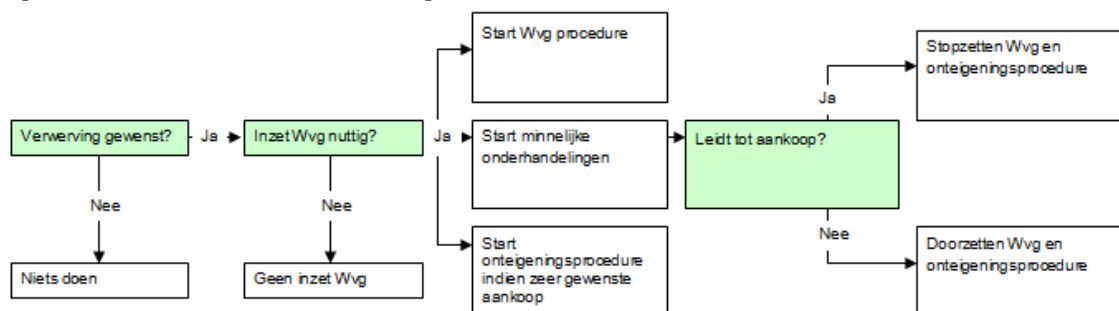 Start Wvg procedure
Stopzetten Wvg en
onteigeningsprocedure
Ja
Verwerving gewenst?
Ja
Inzet Wvg nuttig?
Ja
Start minnelijke
onderhandelingen
Leidt tot aankoop?
Nee
Nee
Nee
Niets doen
Geen inzet Wvg
Start
onteigeningsprocedure
indien zeer gewenste
aankoop
Doorzetten Wvg en
onteigeningsprocedure